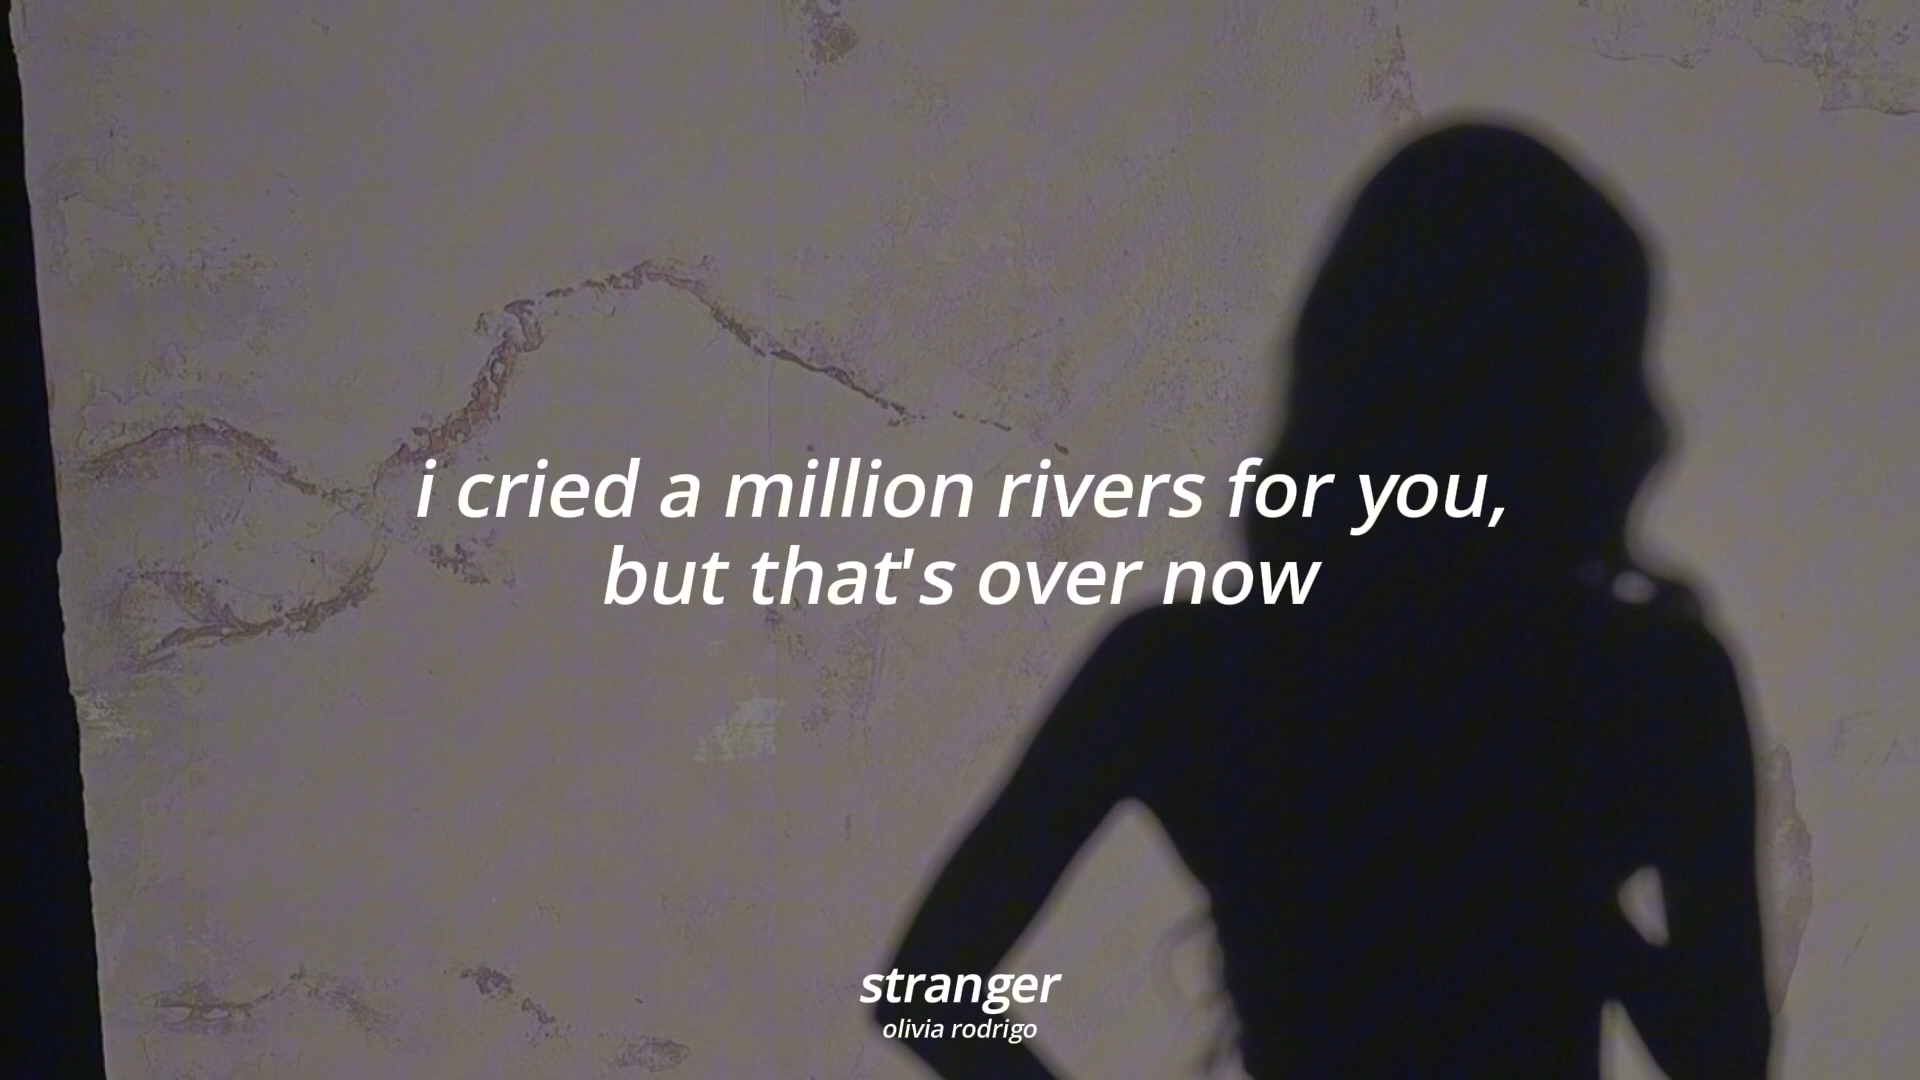 i cried a million rivers for you,
but that's over now
stranger
olivia rodrigo